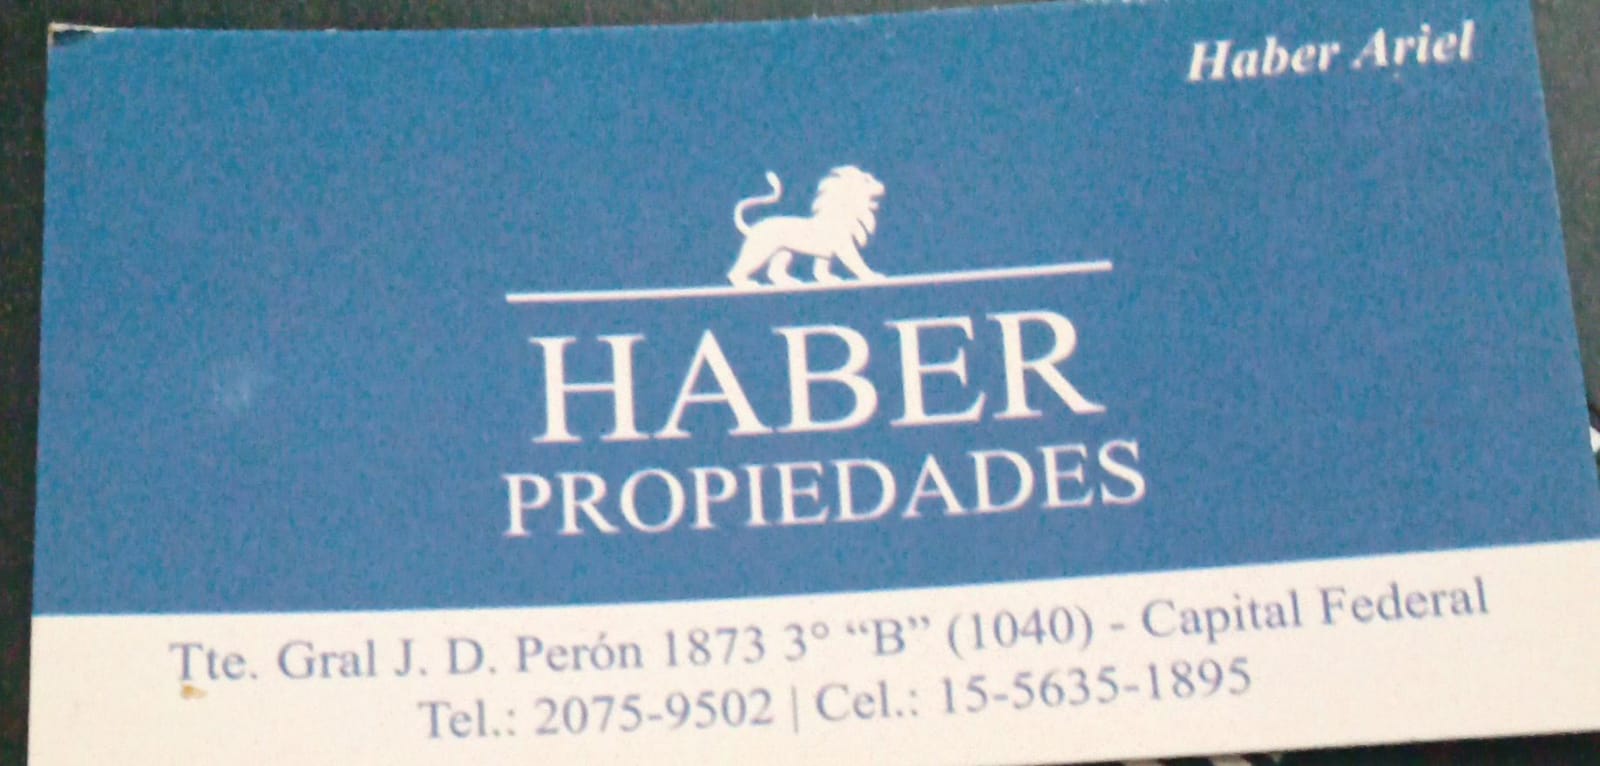 Haber Ariel
HABER
PROPIEDADES
Tte. Gral J. D. Perón 1873 3° “B” (1040) - Capital Federal
Tel.: 2075-9502 | Cel.: 15-5635-1895